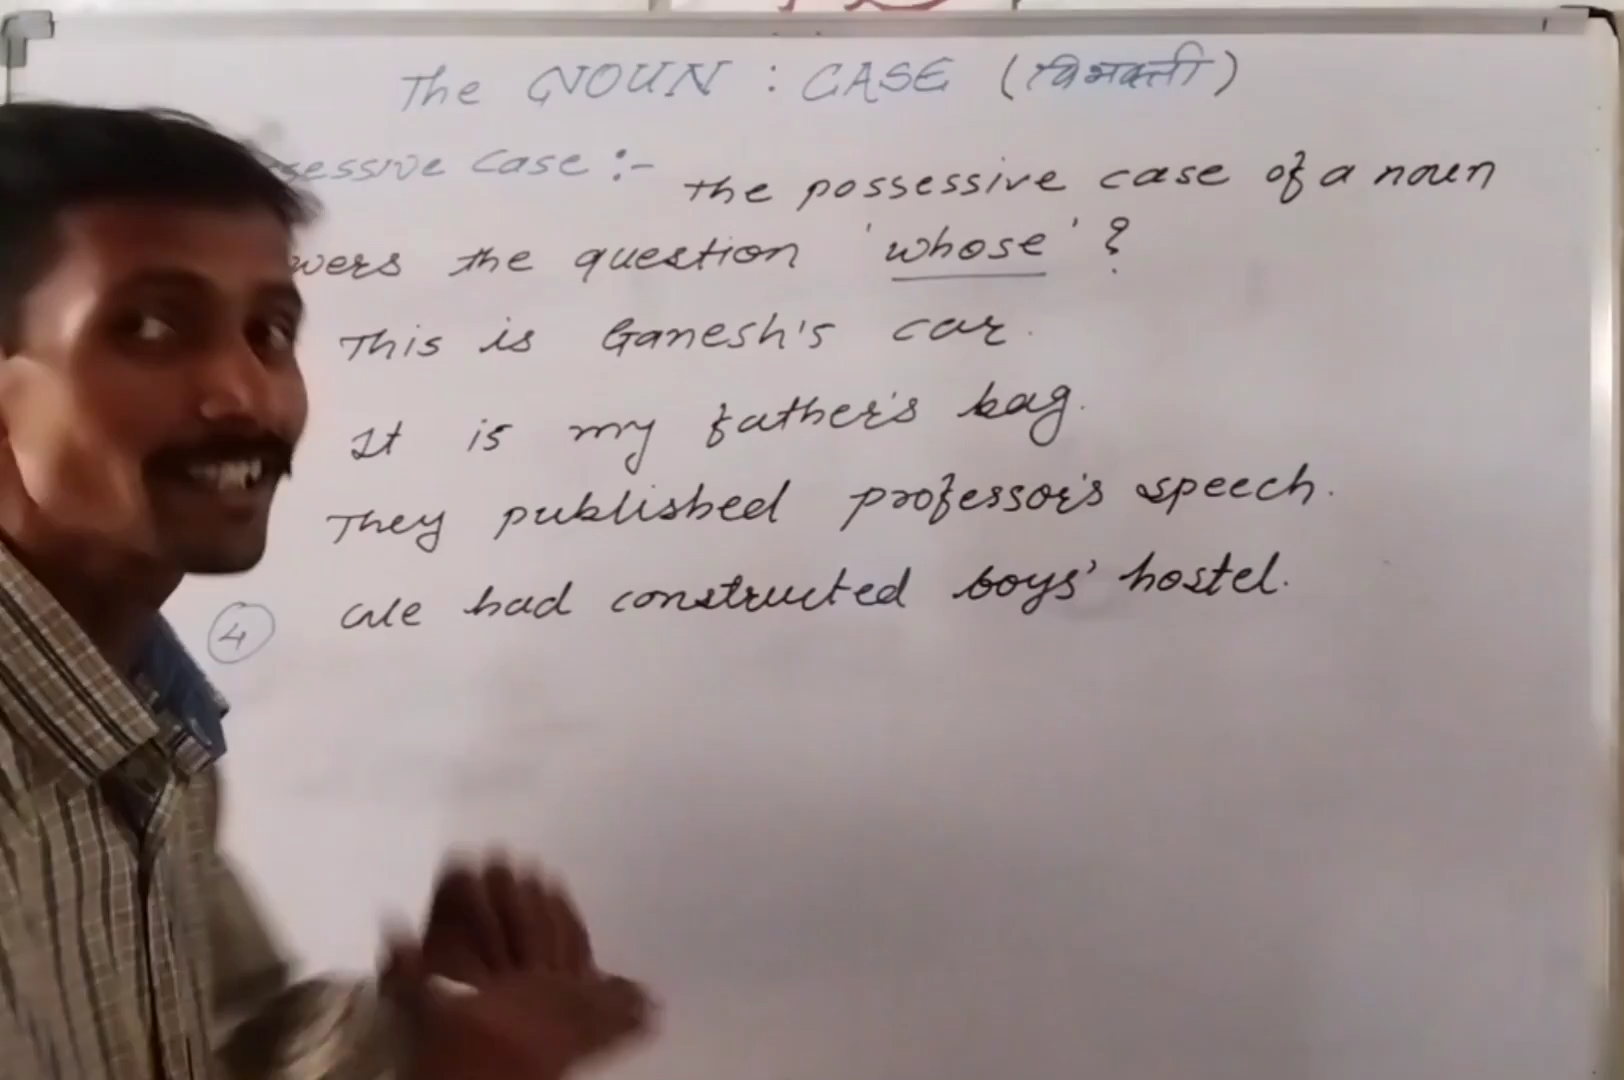 The NOUN : CASE (विभक्ती)
sessive Case :- The possessive case of a noun
wers the question 'whose' ?
This is Ganesh's car.
It is my father's bag.
They published professor's speech.
④ We had constructed boys' hostel.